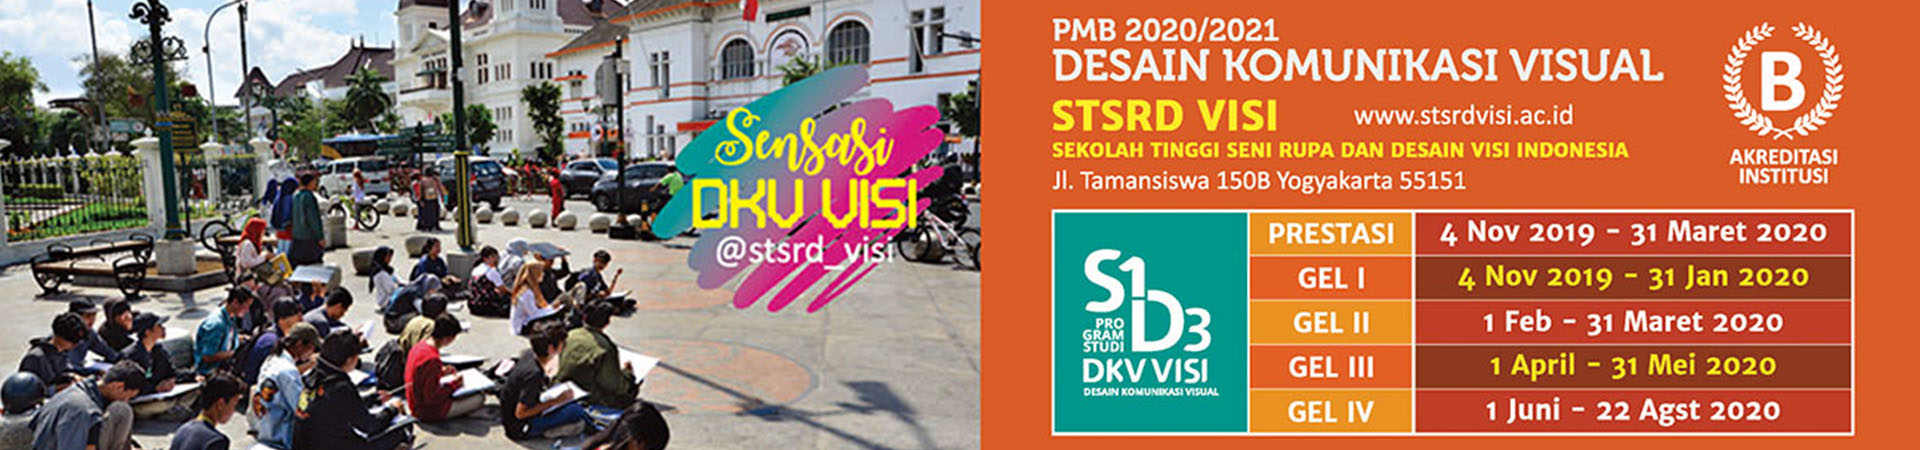 Sensasi
DKV VISI
@stsrd_visi
PMB 2020/2021
DESAIN KOMUNIKASI VISUAL
STSRD VISI
www.stsrdvisi.ac.id
SEKOLAH TINGGI SENI RUPA DAN DESAIN VISI INDONESIA
Jl. Tamansiswa 150B Yogyakarta 55151
B
AKREDITASI
INSTITUSI
S1
D3
PRO
GRAM
STUDI
DKV VISI
DESAIN KOMUNIKASI VISUAL
PRESTASI 4 Nov 2019 - 31 Maret 2020
GEL I 4 Nov 2019 - 31 Jan 2020
GEL II 1 Feb - 31 Maret 2020
GEL III 1 April - 31 Mei 2020
GEL IV 1 Juni - 22 Agst 2020